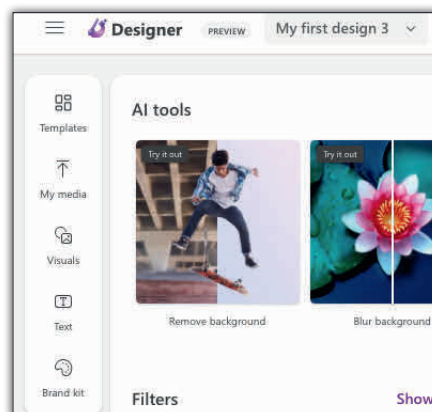 Designer PREVIEW My first design 3
Templates
My media
Visuals
Text
Brand kit
AI tools
Try it out
Try it out
Remove background
Blur background
Filters
Show